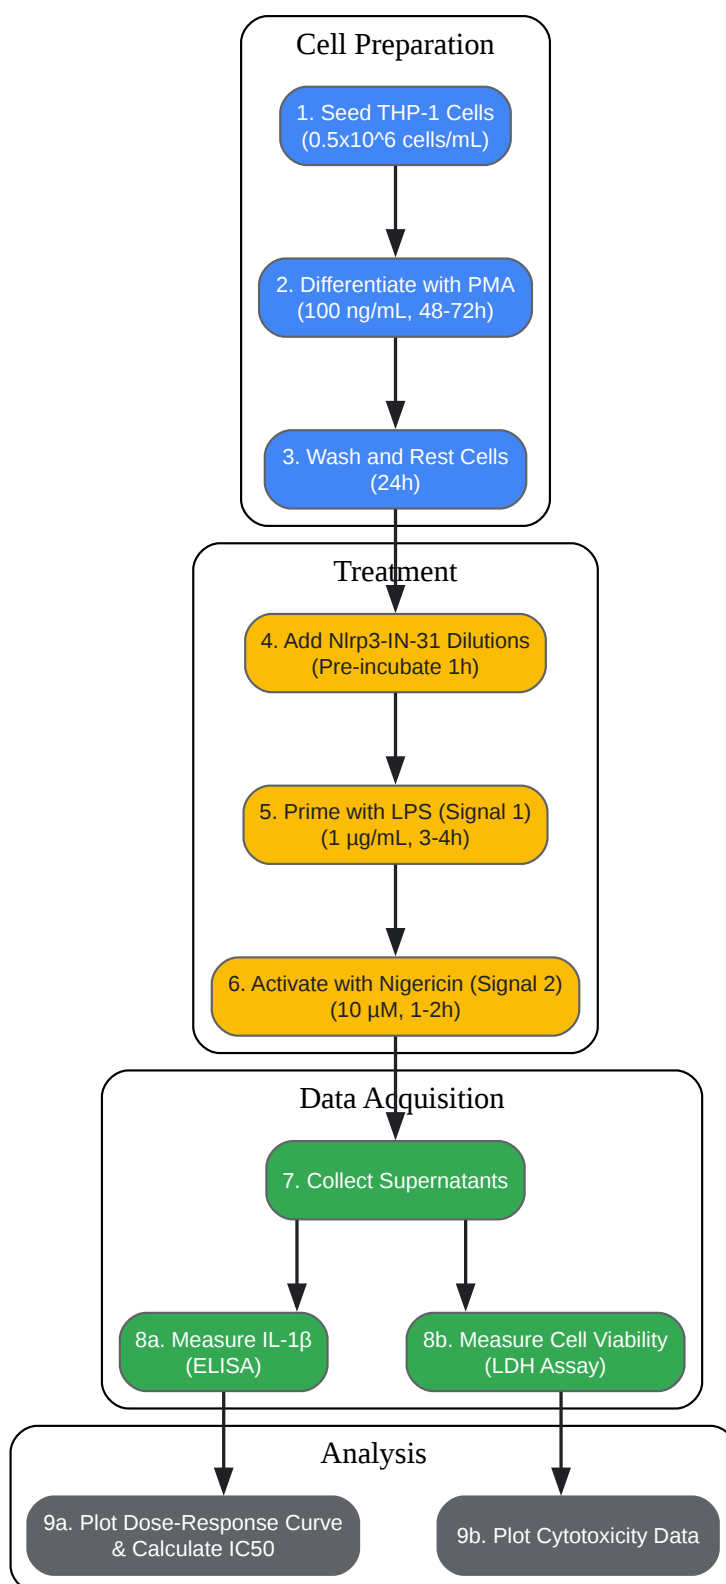 Cell Preparation
1. Seed THP-1 Cells
(0.5x10^6 cells/mL)
2. Differentiate with PMA
(100 ng/mL, 48-72h)
3. Wash and Rest Cells
(24h)
Treatment
4. Add Nlrp3-IN-31 Dilutions
(Pre-incubate 1h)
5. Prime with LPS (Signal 1)
(1 µg/mL, 3-4h)
6. Activate with Nigericin (Signal 2)
(10 µM, 1-2h)
Data Acquisition
7. Collect Supernatants
8a. Measure IL-1β
(ELISA)
8b. Measure Cell Viability
(LDH Assay)
Analysis
9a. Plot Dose-Response Curve
& Calculate IC50
9b. Plot Cytotoxicity Data